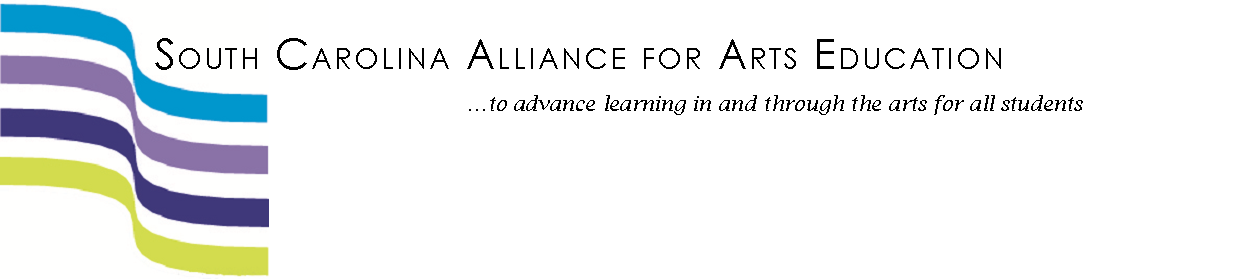 South Carolina Alliance for Arts Education
...to advance learning in and through the arts for all students